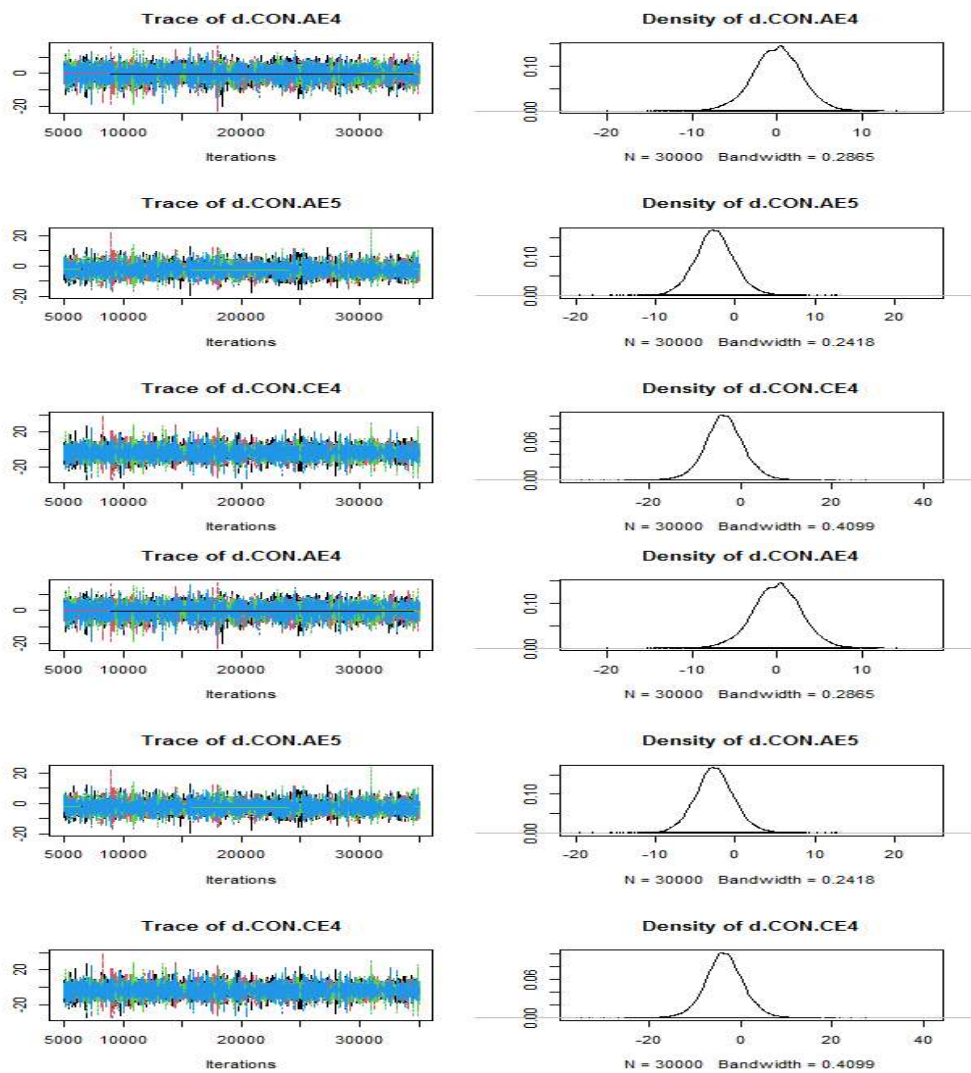 Trace of d.CON.AE4
Density of d.CON.AE4
0
-20
5000 10000 20000 30000
Iterations
0.10
0.00
-20 -10 0 10
N = 30000 Bandwidth = 0.2865
Trace of d.CON.AE5
Density of d.CON.AE5
20
0
-20
5000 10000 20000 30000
Iterations
0.10
0.00
-20 -10 0 10 20
N = 30000 Bandwidth = 0.2418
Trace of d.CON.CE4
Density of d.CON.CE4
20
-20
5000 10000 20000 30000
Iterations
0.06
0.00
-20 0 20 40
N = 30000 Bandwidth = 0.4099
Trace of d.CON.AE4
Density of d.CON.AE4
0
-20
5000 10000 20000 30000
Iterations
0.10
0.00
-20 -10 0 10
N = 30000 Bandwidth = 0.2865
Trace of d.CON.AE5
Density of d.CON.AE5
20
0
-20
5000 10000 20000 30000
Iterations
0.10
0.00
-20 -10 0 10 20
N = 30000 Bandwidth = 0.2418
Trace of d.CON.CE4
Density of d.CON.CE4
20
-20
5000 10000 20000 30000
Iterations
0.06
0.00
-20 0 20 40
N = 30000 Bandwidth = 0.4099